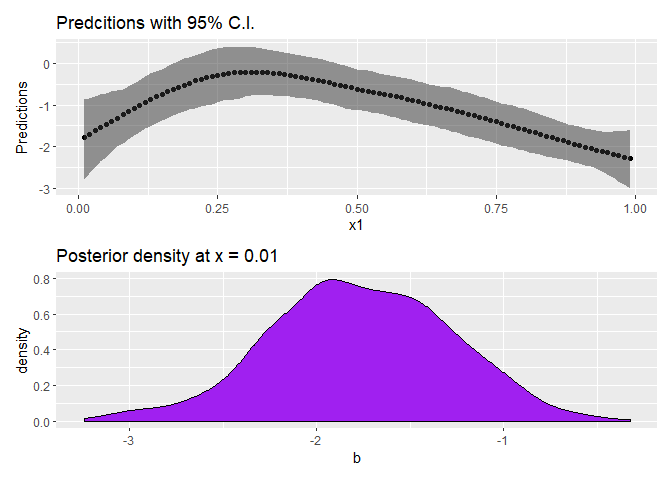 Predcitions with 95% C.I.
0
-1
-2
-3
Predictions
0.00 0.25 0.50 0.75 1.00
x1
Posterior density at x = 0.01
0.8
0.6
0.4
0.2
0.0
density
-3 -2 -1
b